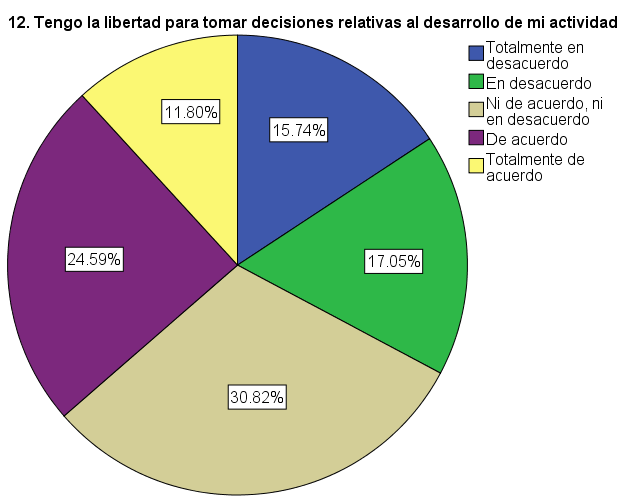 12. Tengo la libertad para tomar decisiones relativas al desarrollo de mi actividad
Totalmente en
desacuerdo
En desacuerdo
Ni de acuerdo, ni
en desacuerdo
De acuerdo
Totalmente de
acuerdo
11.80%
15.74%
24.59%
17.05%
30.82%